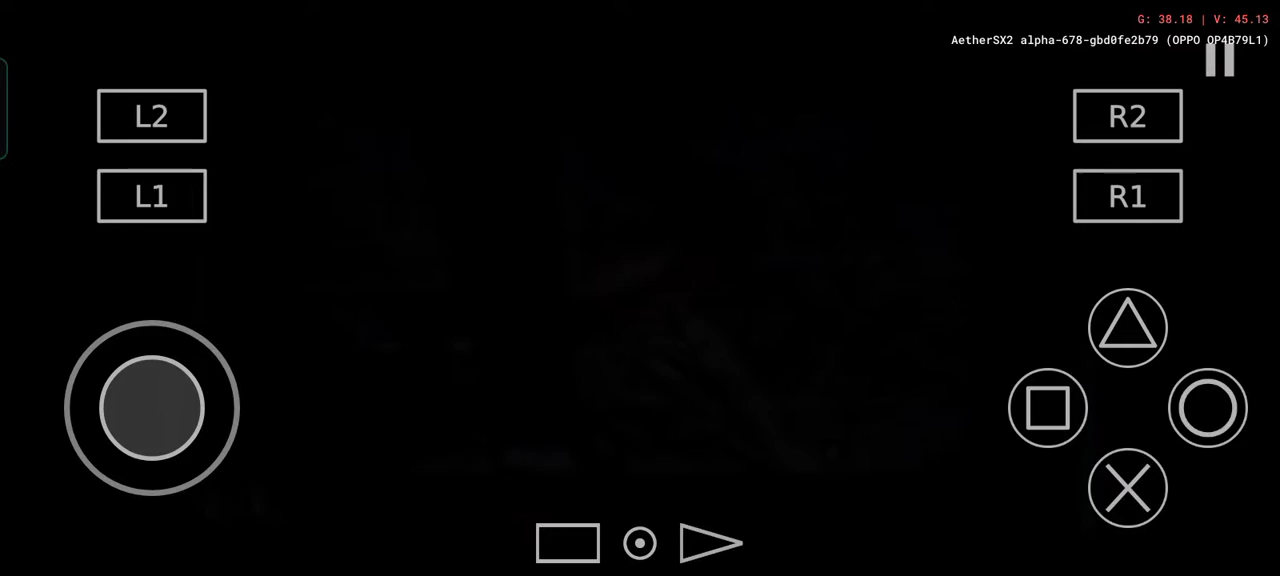 G: 38.18 | V: 45.13
AetherSX2 alpha-678-gbd0fe2b79 (OPPO OP4B79L1)
L2
R2
L1
R1